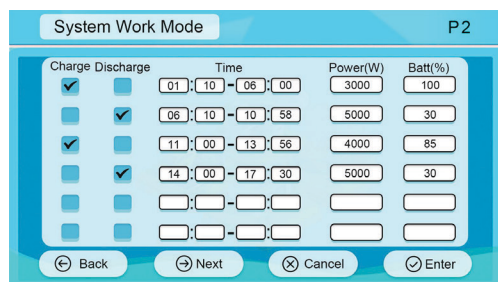 System Work Mode P2
Charge Discharge Time Power(W) Batt(%)
01:10-06:00 3000 100
06:10-10:58 5000 30
11:00-13:56 4000 85
14:00-17:30 5000 30
: - :
: - :
Back Next Cancel Enter